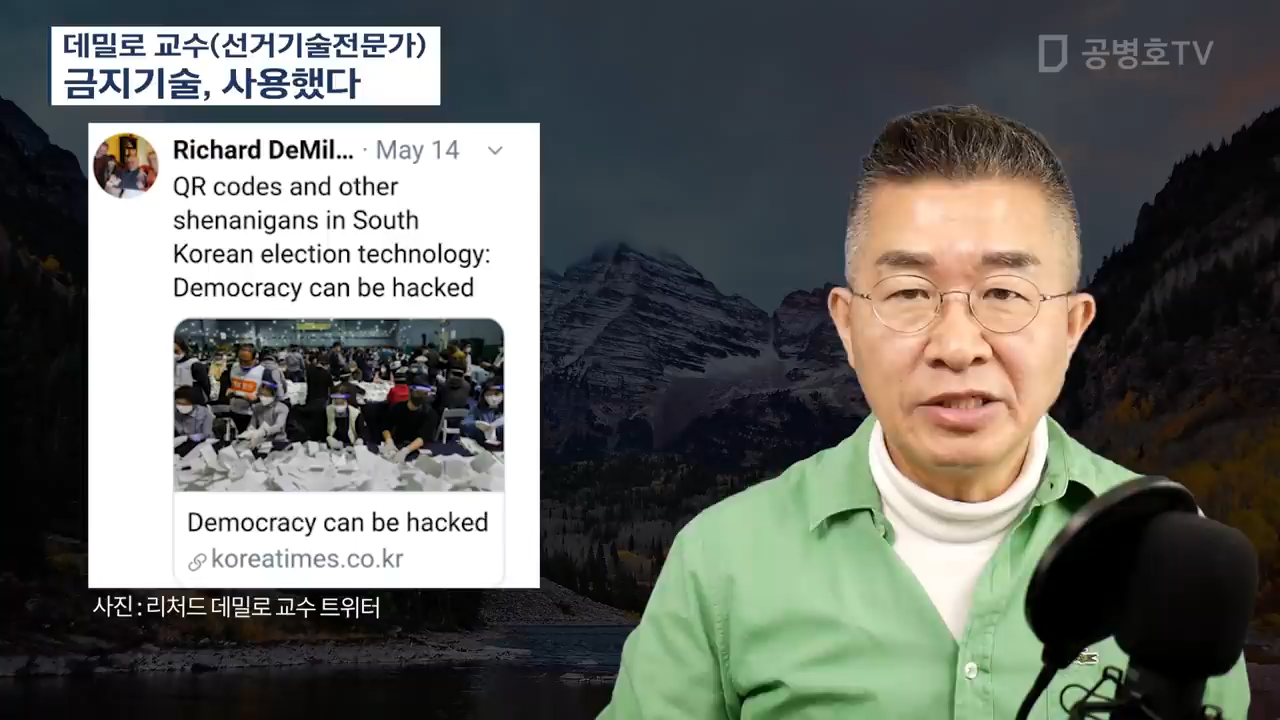 데밀로 교수(선거기술전문가)
금지기술, 사용했다
공병호TV
Richard DeMil... · May 14
QR codes and other
shenanigans in South
Korean election technology:
Democracy can be hacked
Democracy can be hacked
koreatimes.co.kr
사진 : 리처드 데밀로 교수 트위터